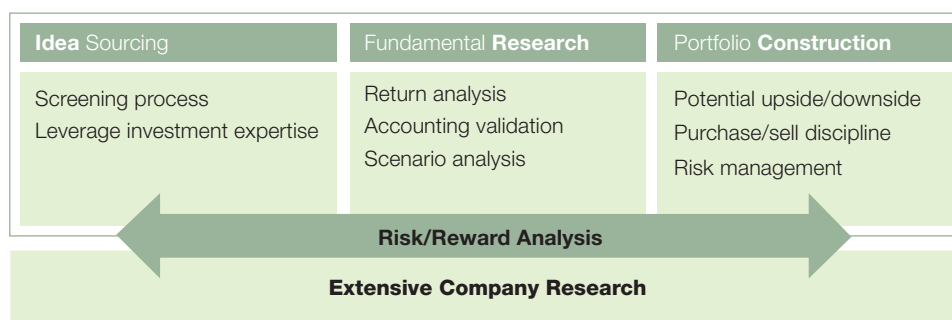 Idea Sourcing
Screening process
Leverage investment expertise
Fundamental Research
Return analysis
Accounting validation
Scenario analysis
Portfolio Construction
Potential upside/downside
Purchase/sell discipline
Risk management
Risk/Reward Analysis
Extensive Company Research